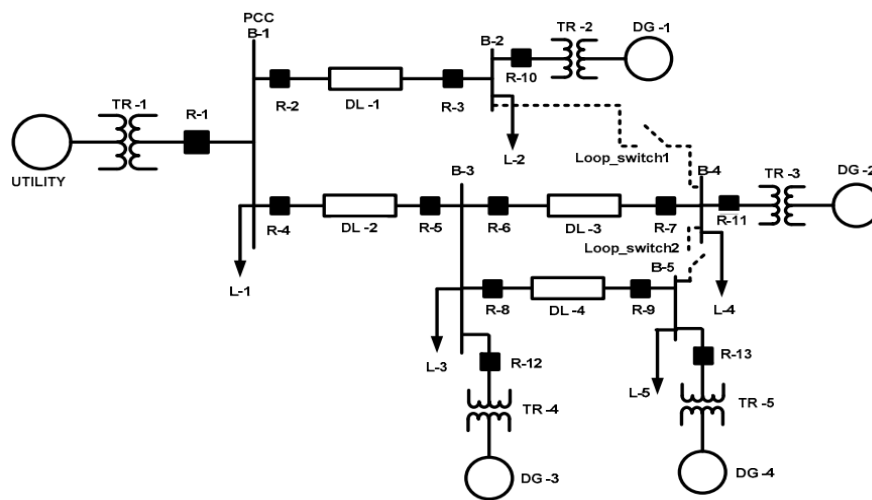 PCC
B-1
TR-1
R-1
UTILITY
R-2
DL-1
R-3
B-2
R-10
TR-2
DG-1
L-2
Loop_switch1
B-3
B-4
TR-3
DG-2
R-4
DL-2
R-5
R-6
DL-3
R-7
R-11
Loop_switch2
B-5
L-1
R-8
DL-4
R-9
L-4
L-3
R-12
L-5
R-13
TR-4
TR-5
DG-3
DG-4